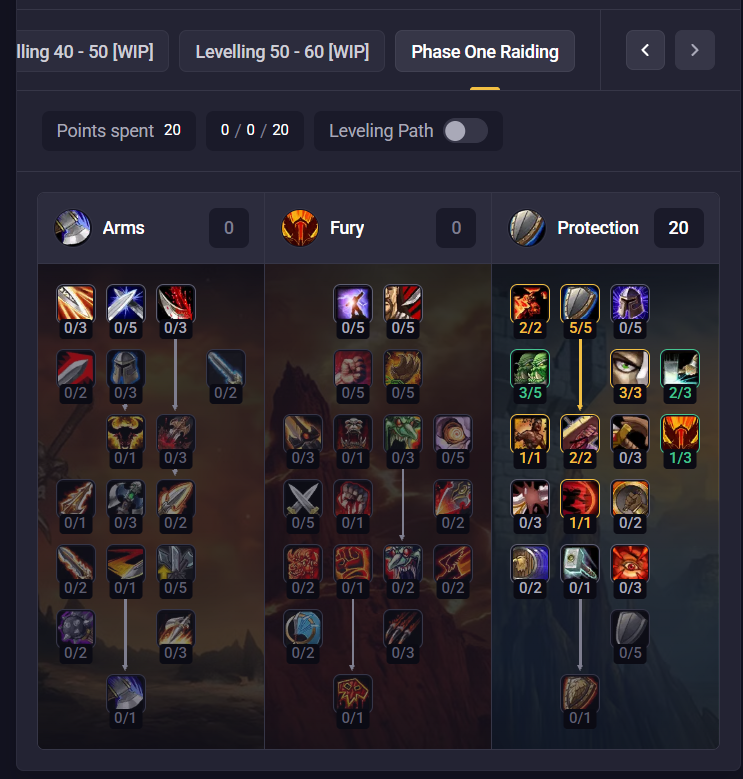 lling 40 - 50 [WIP] Levelling 50 - 60 [WIP] Phase One Raiding
Points spent 20 0 / 0 / 20 Leveling Path
Arms 0 Fury 0 Protection 20
0/3 0/5 0/3 0/5 0/5 2/2 5/5 0/5
0/2 0/3 0/2 0/5 0/5 3/5 3/3 2/3
0/1 0/3 0/3 0/1 0/3 0/5 1/1 2/2 0/3 1/3
0/1 0/3 0/2 0/5 0/1 0/2 0/3 1/1 0/2
0/2 0/1 0/5 0/2 0/1 0/2 0/2 0/2 0/1 0/3
0/2 0/3 0/2 0/3 0/5
0/1 0/1 0/1